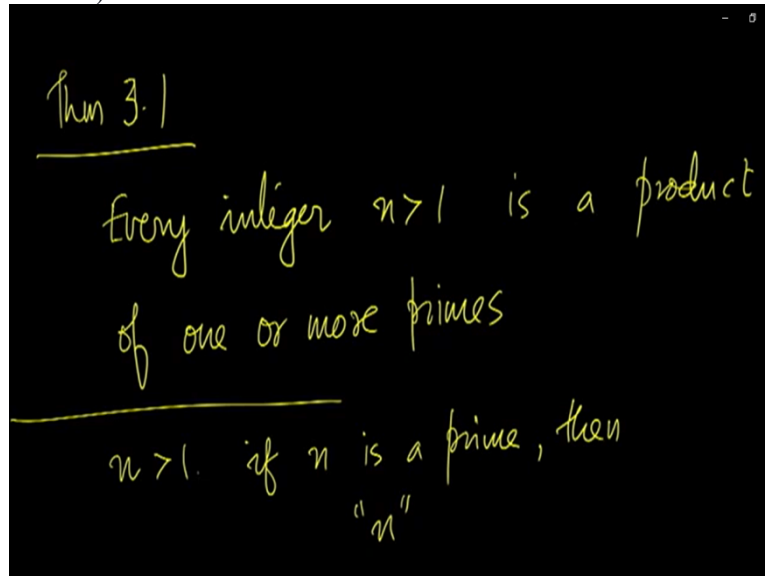 Thm 3.1
Every integer n>1 is a product
of one or more primes
n>1. if n is a prime, then
"n"